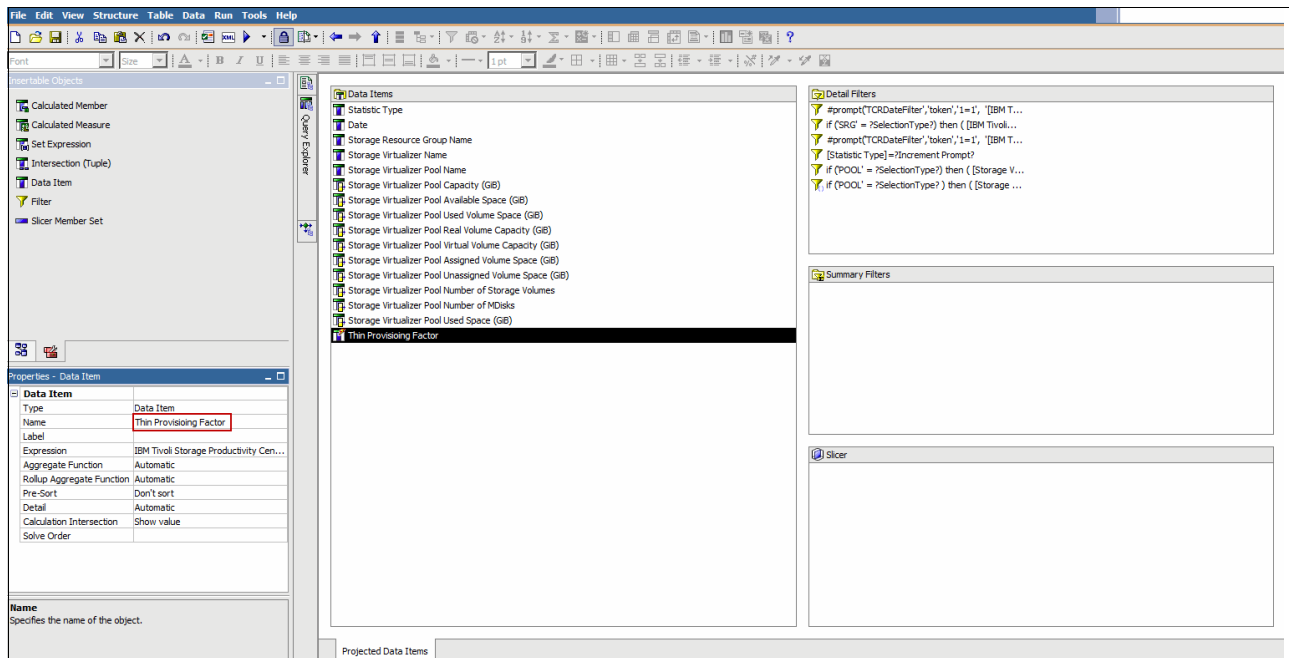 File Edit View Structure Table Data Run Tools Help
Font Size 1 pt
Insertable Objects
Calculated Member
Calculated Measure
Set Expression
Intersection (Tuple)
Data Item
Filter
Slicer Member Set
Query Explorer
Data Items
Statistic Type
Date
Storage Resource Group Name
Storage Virtualizer Name
Storage Virtualizer Pool Name
Storage Virtualizer Pool Capacity (GiB)
Storage Virtualizer Pool Available Space (GiB)
Storage Virtualizer Pool Used Volume Space (GiB)
Storage Virtualizer Pool Real Volume Capacity (GiB)
Storage Virtualizer Pool Virtual Volume Capacity (GiB)
Storage Virtualizer Pool Assigned Volume Space (GiB)
Storage Virtualizer Pool Unassigned Volume Space (GiB)
Storage Virtualizer Pool Number of Storage Volumes
Storage Virtualizer Pool Number of MDisks
Storage Virtualizer Pool Used Space (GiB)
Thin Provisioing Factor
Detail Filters
#prompt('TCRDateFilter','token','1=1', '[IBM T...
if ('SRG' = ?SelectionType?) then ( [IBM Tivoli...
#prompt('TCRDateFilter','token','1=1', '[IBM T...
[Statistic Type]=?Increment Prompt?
if ('POOL' = ?SelectionType?) then ( [Storage V...
if ('POOL' = ?SelectionType? ) then ( [Storage ...
Summary Filters
Slicer
Properties - Data Item
Data Item
Type Data Item
Name Thin Provisioing Factor
Label
Expression IBM Tivoli Storage Productivity Cen...
Aggregate Function Automatic
Rollup Aggregate Function Automatic
Pre-Sort Don't sort
Detail Automatic
Calculation Intersection Show value
Solve Order
Name
Specifies the name of the object.
Projected Data Items